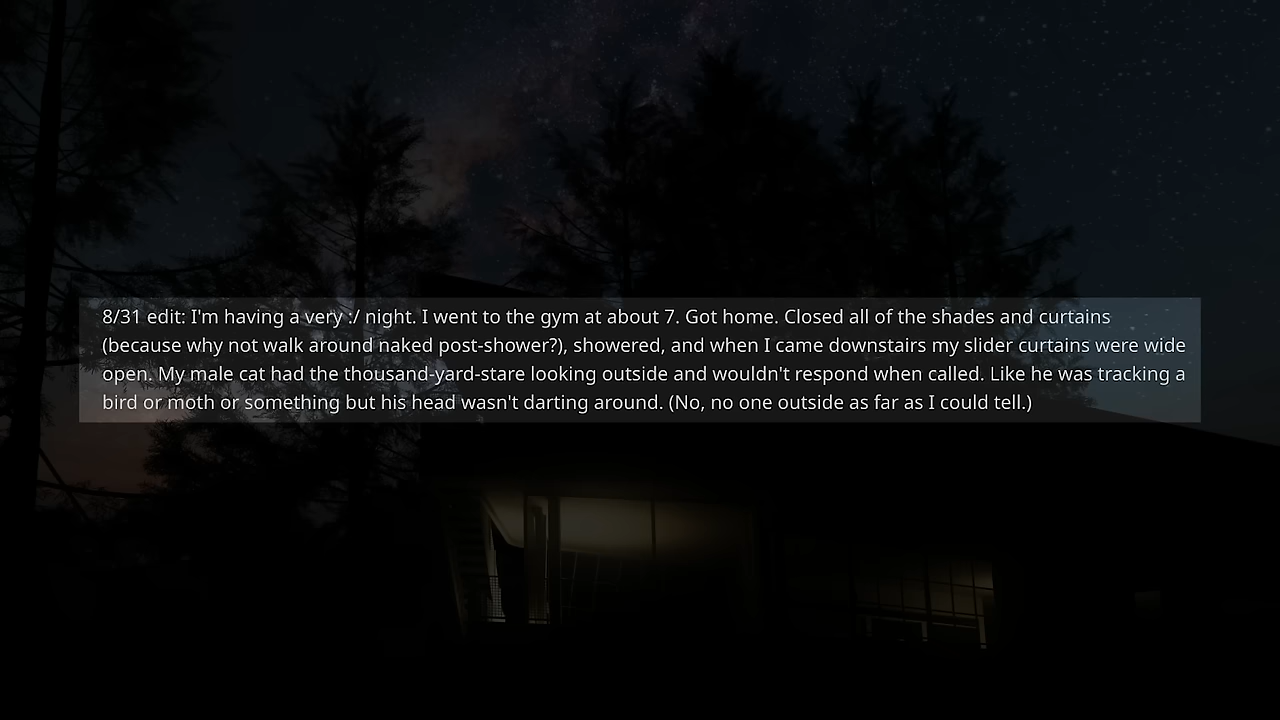 8/31 edit: I'm having a very :/ night. I went to the gym at about 7. Got home. Closed all of the shades and curtains
(because why not walk around naked post-shower?), showered, and when I came downstairs my slider curtains were wide
open. My male cat had the thousand-yard-stare looking outside and wouldn't respond when called. Like he was tracking a
bird or moth or something but his head wasn't darting around. (No, no one outside as far as I could tell.)